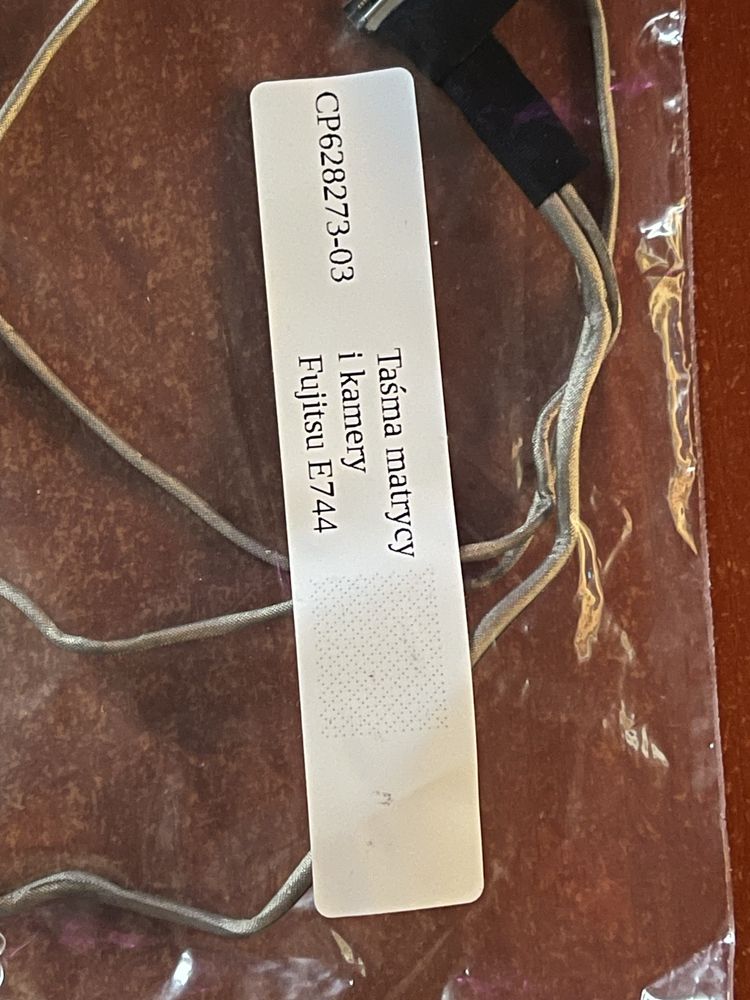 CP628273-03
Taśma matrycy
i kamery
Fujitsu E744